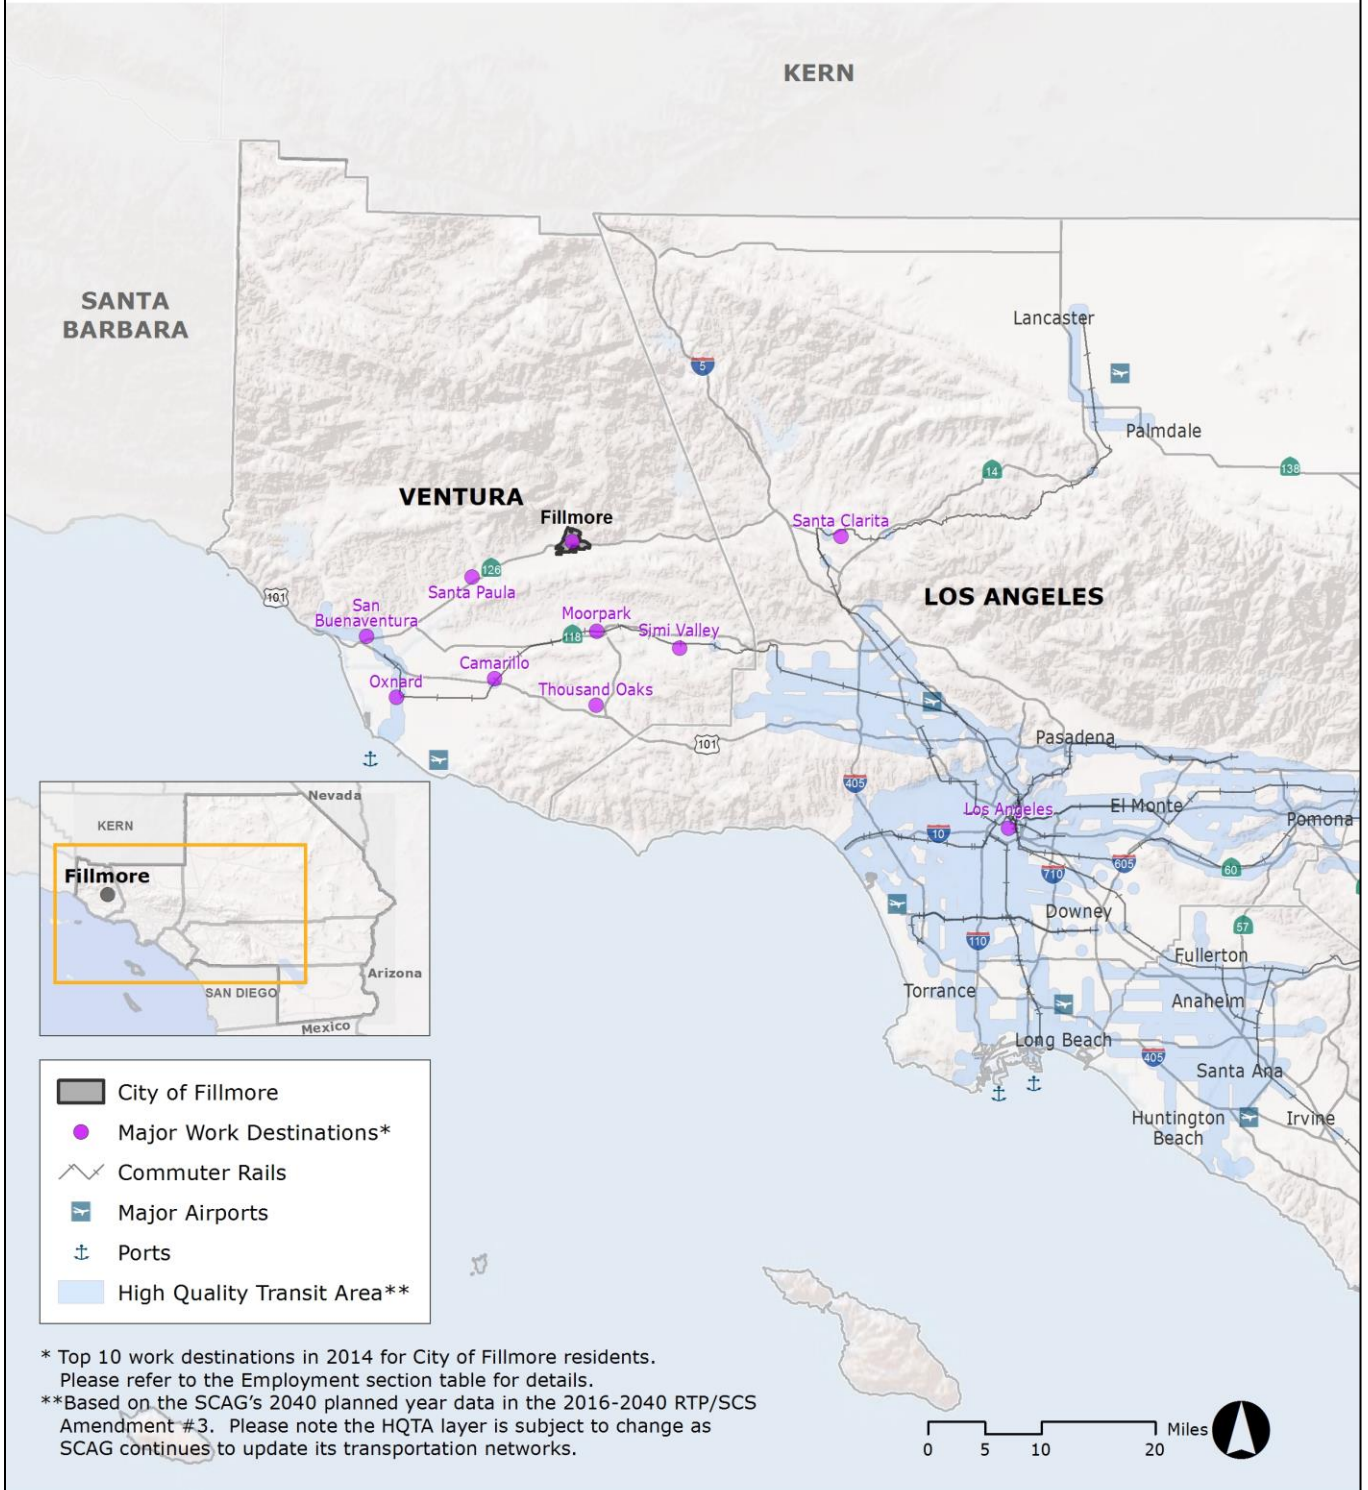 KERN
SANTA
BARBARA
Lancaster
5
Palmdale
14
138
VENTURA
Fillmore
Santa Clarita
126
Santa Paula
LOS ANGELES
101
San
Buenaventura
Moorpark
118
Simi Valley
Camarillo
Oxnard
Thousand Oaks
101
Pasadena
405
Los Angeles
El Monte
Pomona
10
605
710
60
Downey
57
110
Fullerton
Torrance
Anaheim
Long Beach
405
Santa Ana
Huntington
Beach
Irvine
Nevada
KERN
Fillmore
Arizona
SAN DIEGO
Mexico
City of Fillmore
Major Work Destinations*
Commuter Rails
Major Airports
Ports
High Quality Transit Area**
* Top 10 work destinations in 2014 for City of Fillmore residents.
Please refer to the Employment section table for details.
**Based on the SCAG's 2040 planned year data in the 2016-2040 RTP/SCS
Amendment #3. Please note the HQTA layer is subject to change as
SCAG continues to update its transportation networks.
Miles
0 5 10 20